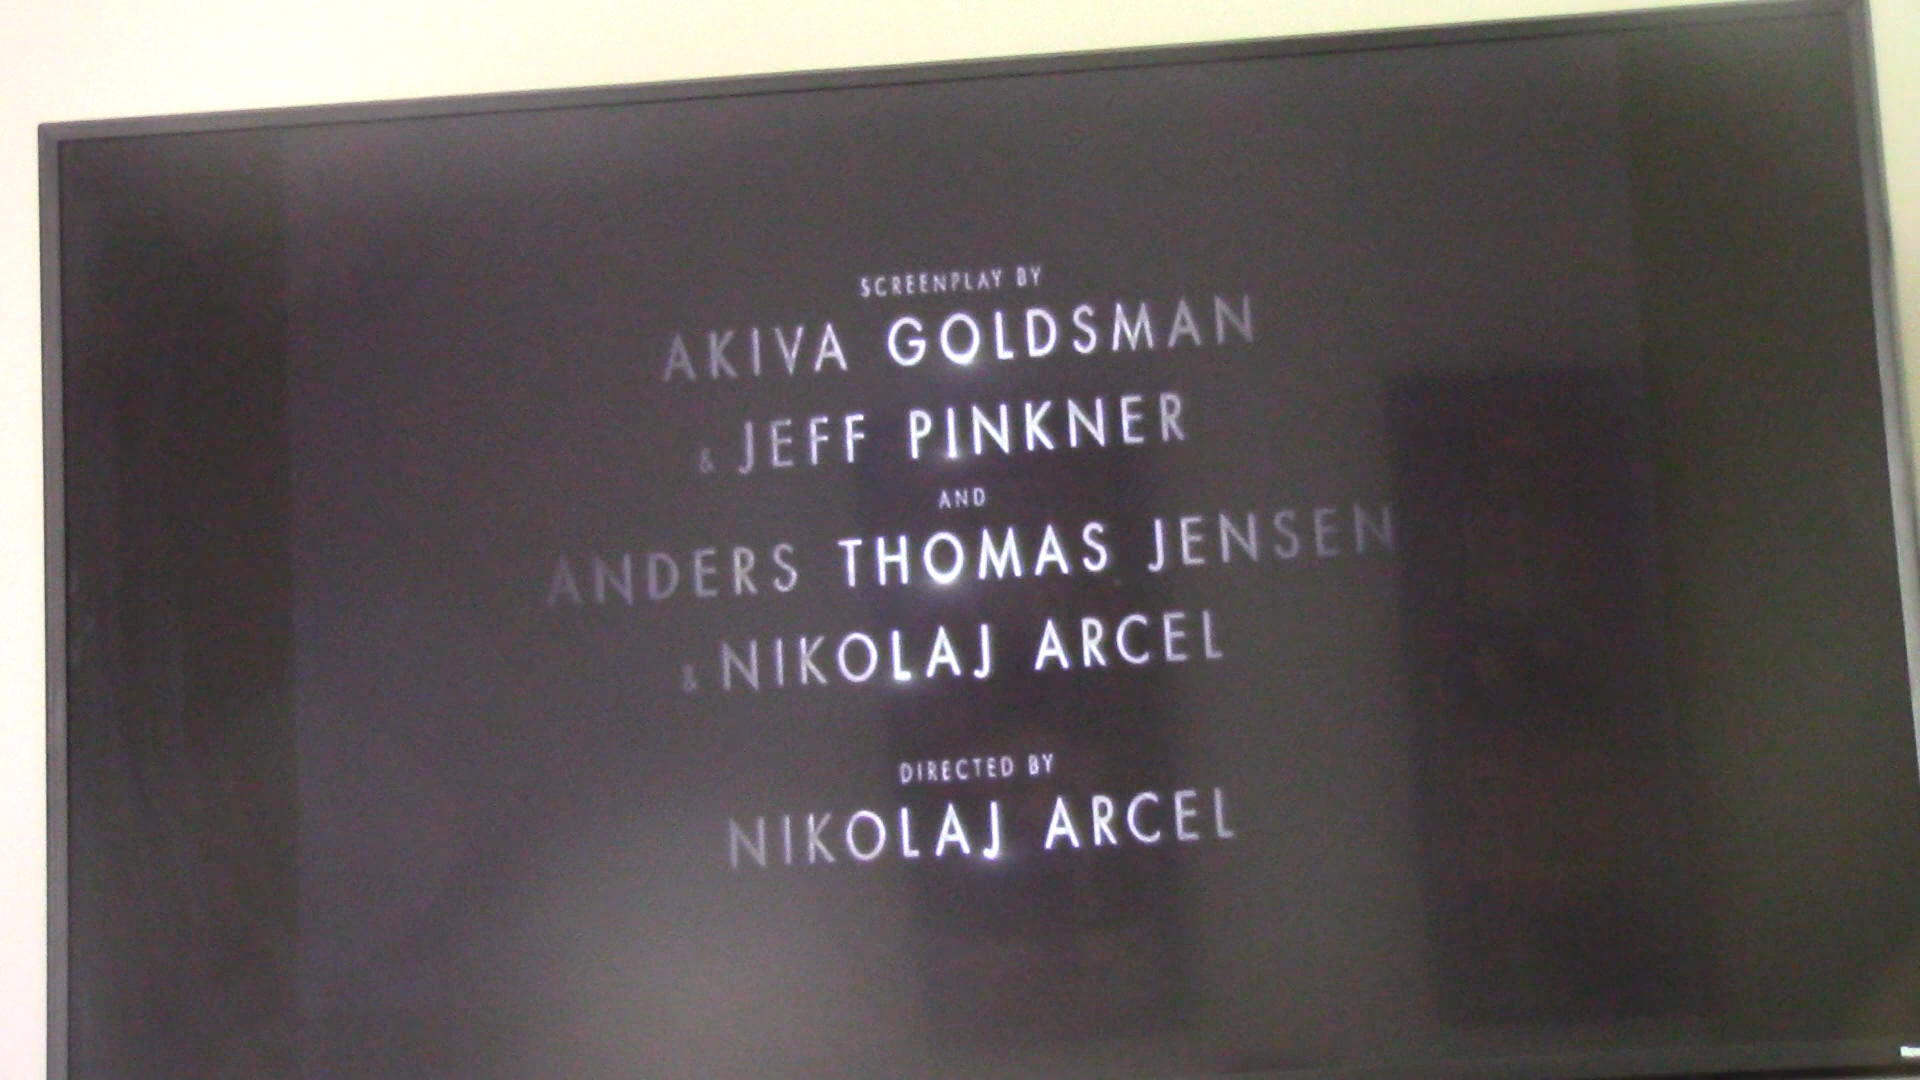 SCREENPLAY BY
AKIVA GOLDSMAN
& JEFF PINKNER
AND
ANDERS THOMAS JENSEN
& NIKOLAJ ARCEL
DIRECTED BY
NIKOLAJ ARCEL